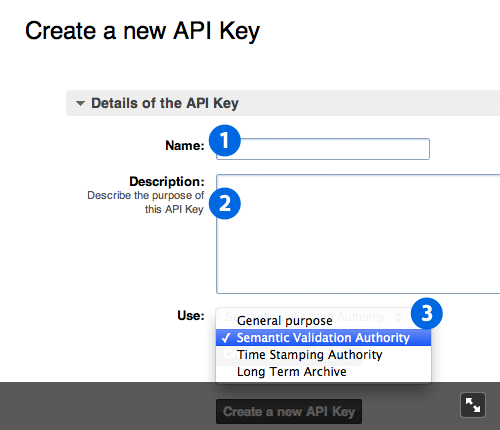 Create a new API Key
Details of the API Key
Name:
1
Description:
Describe the purpose of
this API Key
2
Use:
3
General purpose
✓ Semantic Validation Authority
Time Stamping Authority
Long Term Archive
Create a new API Key